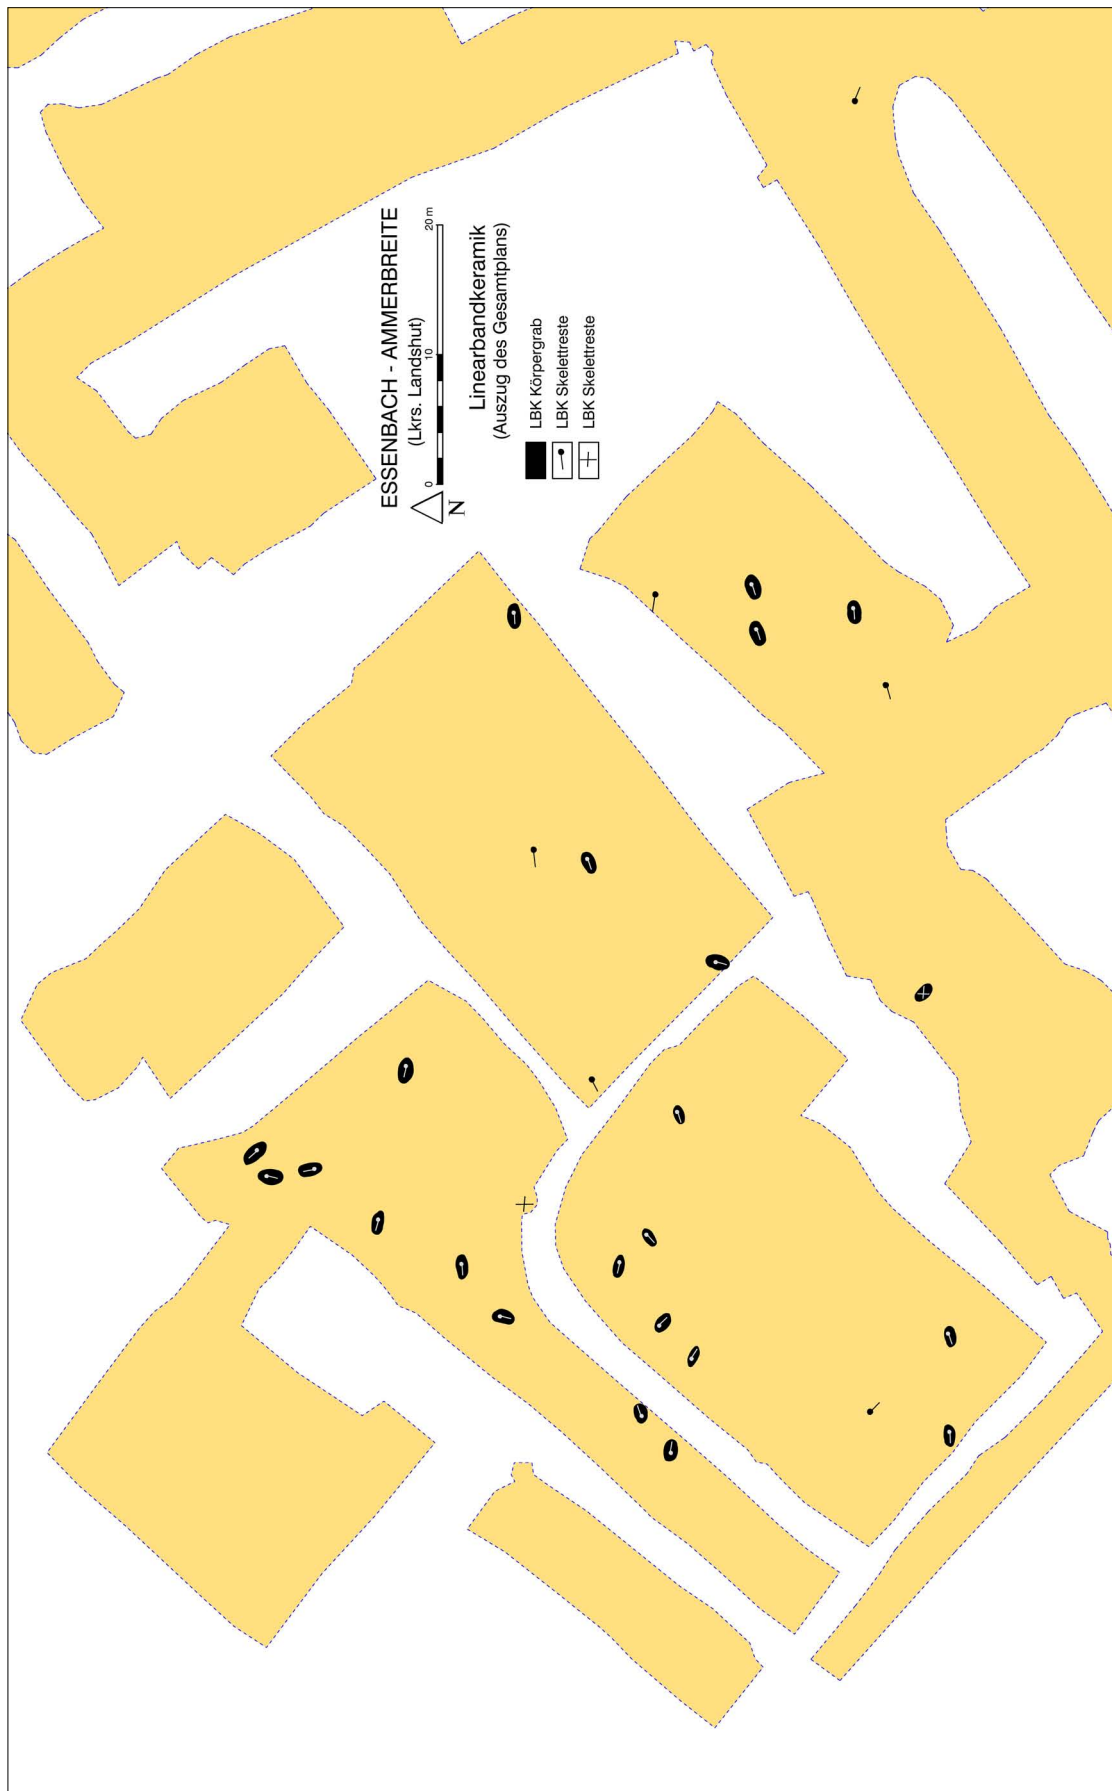 ESSENBACH - AMMERBREITE
(Lkrs. Landshut)
0 10 20 m
N
Linearbandkeramik
(Auszug des Gesamtplans)
LBK Körpergrab
LBK Skelettreste
LBK Skelettreste